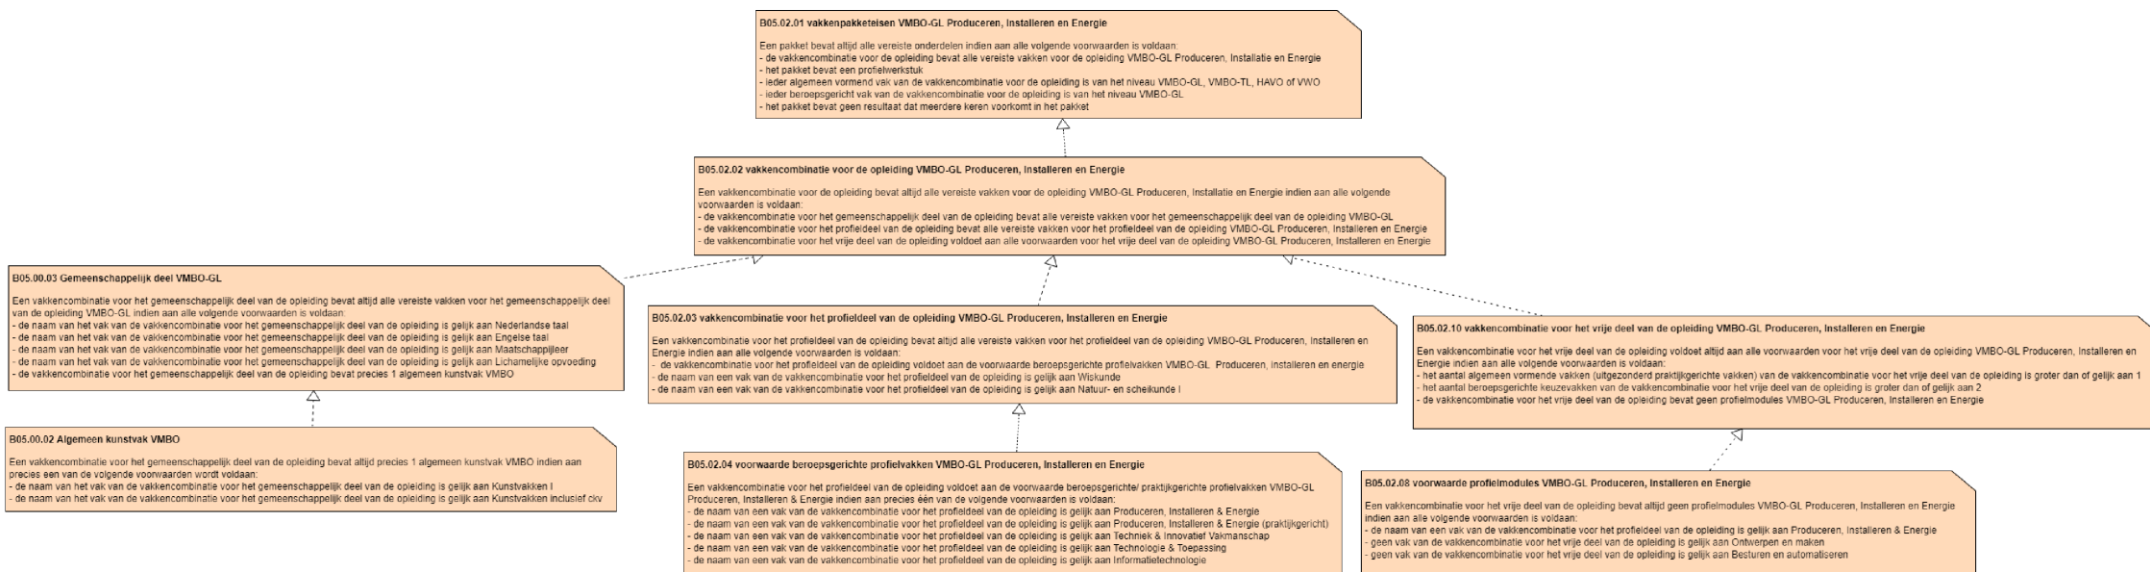 B05.02.01 vakkenpakketeisen VMBO-GL Produceren, Installeren en Energie
Een pakket bevat altijd alle vereiste onderdelen indien aan alle volgende voorwaarden is voldaan:
- de vakkencombinatie voor de opleiding bevat alle vereiste vakken voor de opleiding VMBO-GL Produceren, Installatie en Energie
- het pakket bevat een profielwerkstuk
- ieder algemeen vormend vak van de vakkencombinatie voor de opleiding is van het niveau VMBO-GL, VMBO-TL, HAVO of VWO
- ieder beroepsgericht vak van de vakkencombinatie voor de opleiding is van het niveau VMBO-GL
- het pakket bevat geen resultaat dat meerdere keren voorkomt in het pakket
B05.02.02 vakkencombinatie voor de opleiding VMBO-GL Produceren, Installeren en Energie
Een vakkencombinatie voor de opleiding bevat altijd alle vereiste vakken voor de opleiding VMBO-GL Produceren, Installatie en Energie indien aan alle volgende
voorwaarden is voldaan:
- de vakkencombinatie voor het gemeenschappelijk deel van de opleiding bevat alle vereiste vakken voor het gemeenschappelijk deel van de opleiding VMBO-GL
- de vakkencombinatie voor het profieldeel van de opleiding bevat alle vereiste vakken voor het profieldeel van de opleiding VMBO-GL Produceren, Installeren en Energie
- de vakkencombinatie voor het vrije deel van de opleiding voldoet aan alle voorwaarden voor het vrije deel van de opleiding VMBO-GL Produceren, Installeren en Energie
B05.00.03 Gemeenschappelijk deel VMBO-GL
Een vakkencombinatie voor het gemeenschappelijk deel van de opleiding bevat altijd alle vereiste vakken voor het gemeenschappelijk deel
van de opleiding VMBO-GL indien aan alle volgende voorwaarden is voldaan:
- de naam van het vak van de vakkencombinatie voor het gemeenschappelijk deel van de opleiding is gelijk aan Nederlandse taal
- de naam van het vak van de vakkencombinatie voor het gemeenschappelijk deel van de opleiding is gelijk aan Engelse taal
- de naam van het vak van de vakkencombinatie voor het gemeenschappelijk deel van de opleiding is gelijk aan Maatschappijleer
- de naam van het vak van de vakkencombinatie voor het gemeenschappelijk deel van de opleiding is gelijk aan Lichamelijke opvoeding
- de vakkencombinatie voor het gemeenschappelijk deel van de opleiding bevat precies 1 algemeen kunstvak VMBO
B05.02.03 vakkencombinatie voor het profieldeel van de opleiding VMBO-GL Produceren, Installeren en Energie
Een vakkencombinatie voor het profieldeel van de opleiding bevat altijd alle vereiste vakken voor het profieldeel van de opleiding VMBO-GL Produceren, Installeren en
Energie indien aan alle volgende voorwaarden is voldaan:
- de vakkencombinatie voor het profieldeel van de opleiding voldoet aan de voorwaarde beroepsgerichte profielvakken VMBO-GL Produceren, installeren en energie
- de naam van een vak van de vakkencombinatie voor het profieldeel van de opleiding is gelijk aan Wiskunde
- de naam van een vak van de vakkencombinatie voor het profieldeel van de opleiding is gelijk aan Natuur- en scheikunde I
B05.02.10 vakkencombinatie voor het vrije deel van de opleiding VMBO-GL Produceren, Installeren en Energie
Een vakkencombinatie voor het vrije deel van de opleiding voldoet altijd aan alle voorwaarden voor het vrije deel van de opleiding VMBO-GL Produceren, Installeren en
Energie indien aan alle volgende voorwaarden is voldaan:
- het aantal algemeen vormende vakken (uitgezonderd praktijkgerichte vakken) van de vakkencombinatie voor het vrije deel van de opleiding is groter dan of gelijk aan 1
- het aantal beroepsgerichte keuzevakken van de vakkencombinatie voor het vrije deel van de opleiding is groter dan of gelijk aan 2
- de vakkencombinatie voor het vrije deel van de opleiding bevat geen profielmodules VMBO-GL Produceren, Installeren en Energie
B05.00.02 Algemeen kunstvak VMBO
Een vakkencombinatie voor het gemeenschappelijk deel van de opleiding bevat altijd precies 1 algemeen kunstvak VMBO indien aan
precies een van de volgende voorwaarden wordt voldaan:
- de naam van het vak van de vakkencombinatie voor het gemeenschappelijk deel van de opleiding is gelijk aan Kunstvakken I
- de naam van het vak van de vakkencombinatie voor het gemeenschappelijk deel van de opleiding is gelijk aan Kunstvakken inclusief ckv
B05.02.04 voorwaarde beroepsgerichte profielvakken VMBO-GL Produceren, Installeren en Energie
Een vakkencombinatie voor het profieldeel van de opleiding voldoet aan de voorwaarde beroepsgerichte/ praktijkgerichte profielvakken VMBO-GL
Produceren, Installeren & Energie indien aan precies één van de volgende voorwaarden is voldaan:
- de naam van een vak van de vakkencombinatie voor het profieldeel van de opleiding is gelijk aan Produceren, Installeren & Energie
- de naam van een vak van de vakkencombinatie voor het profieldeel van de opleiding is gelijk aan Produceren, Installeren & Energie (praktijkgericht)
- de naam van een vak van de vakkencombinatie voor het profieldeel van de opleiding is gelijk aan Techniek & Innovatief Vakmanschap
- de naam van een vak van de vakkencombinatie voor het profieldeel van de opleiding is gelijk aan Technologie & Toepassing
- de naam van een vak van de vakkencombinatie voor het profieldeel van de opleiding is gelijk aan Informatietechnologie
B05.02.08 voorwaarde profielmodules VMBO-GL Produceren, Installeren en Energie
Een vakkencombinatie voor het vrije deel van de opleiding bevat altijd geen profielmodules VMBO-GL Produceren, Installeren en Energie
indien aan alle volgende voorwaarden is voldaan:
- de naam van een vak van de vakkencombinatie voor het profieldeel van de opleiding is gelijk aan Produceren, Installeren & Energie
- geen vak van de vakkencombinatie voor het vrije deel van de opleiding is gelijk aan Ontwerpen en maken
- geen vak van de vakkencombinatie voor het vrije deel van de opleiding is gelijk aan Besturen en automatiseren